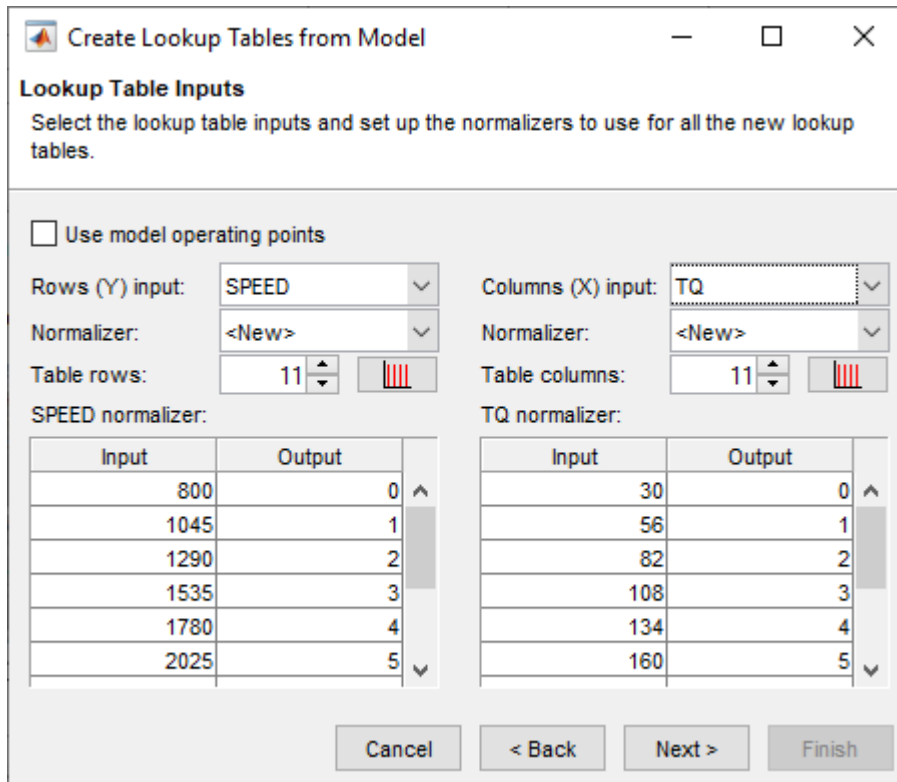 Create Lookup Tables from Model
Lookup Table Inputs
Select the lookup table inputs and set up the normalizers to use for all the new lookup
tables.
Use model operating points
Rows (Y) input: SPEED Columns (X) input: TQ
Normalizer: <New> Normalizer: <New>
Table rows: 11 Table columns: 11
SPEED normalizer: TQ normalizer:
Input Output Input Output
800 0 30 0
1045 1 56 1
1290 2 82 2
1535 3 108 3
1780 4 134 4
2025 5 160 5
Cancel < Back Next > Finish